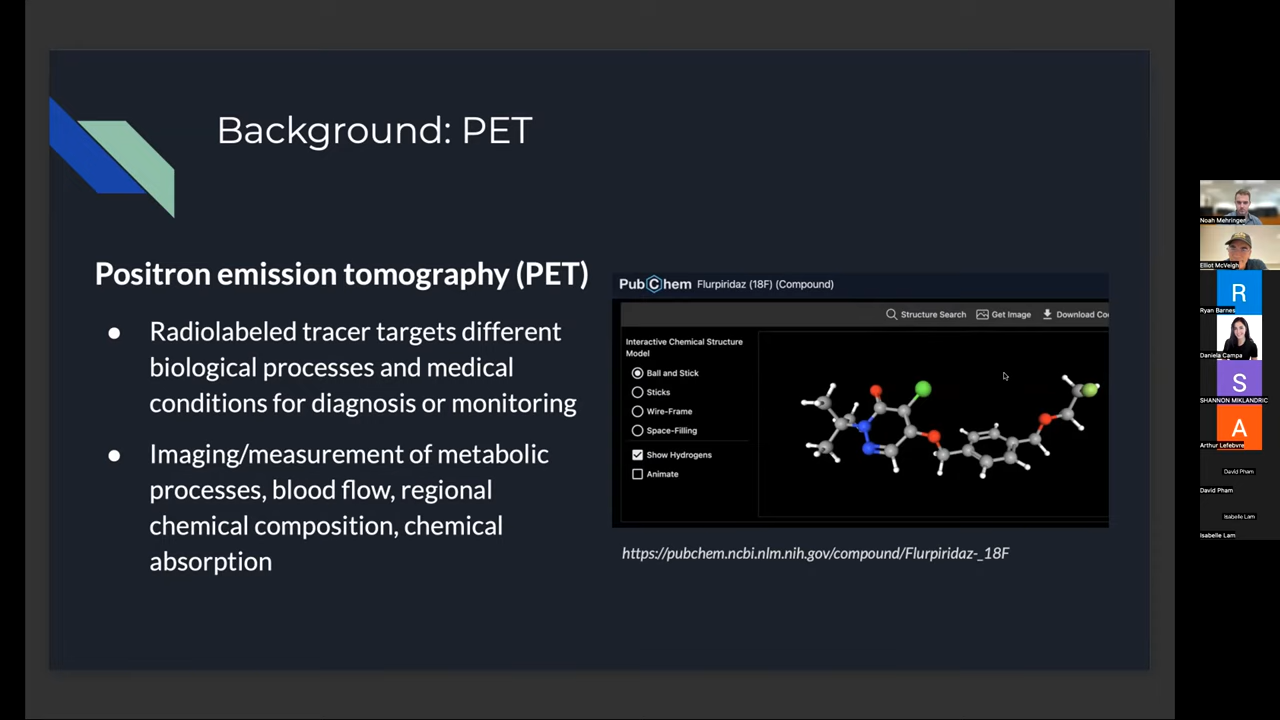 Background: PET
Positron emission tomography (PET)
● Radiolabeled tracer targets different
biological processes and medical
conditions for diagnosis or monitoring
● Imaging/measurement of metabolic
processes, blood flow, regional
chemical composition, chemical
absorption
PubChem Flurpiridaz (18F) (Compound)
Structure Search Get Image Download Coo
Interactive Chemical Structure
Model
Ball and Stick
Sticks
Wire-Frame
Space-Filling
Show Hydrogens
Animate
https://pubchem.ncbi.nlm.nih.gov/compound/Flurpiridaz-_18F
Noah Mehringer
Elliot McVeigh
R
Ryan Barnes
Daniela Campa
S
SHANNON MIKLANDRIC
A
Arthur Lefebvre
David Pham
David Pham
Isabelle Lam
Isabelle Lam